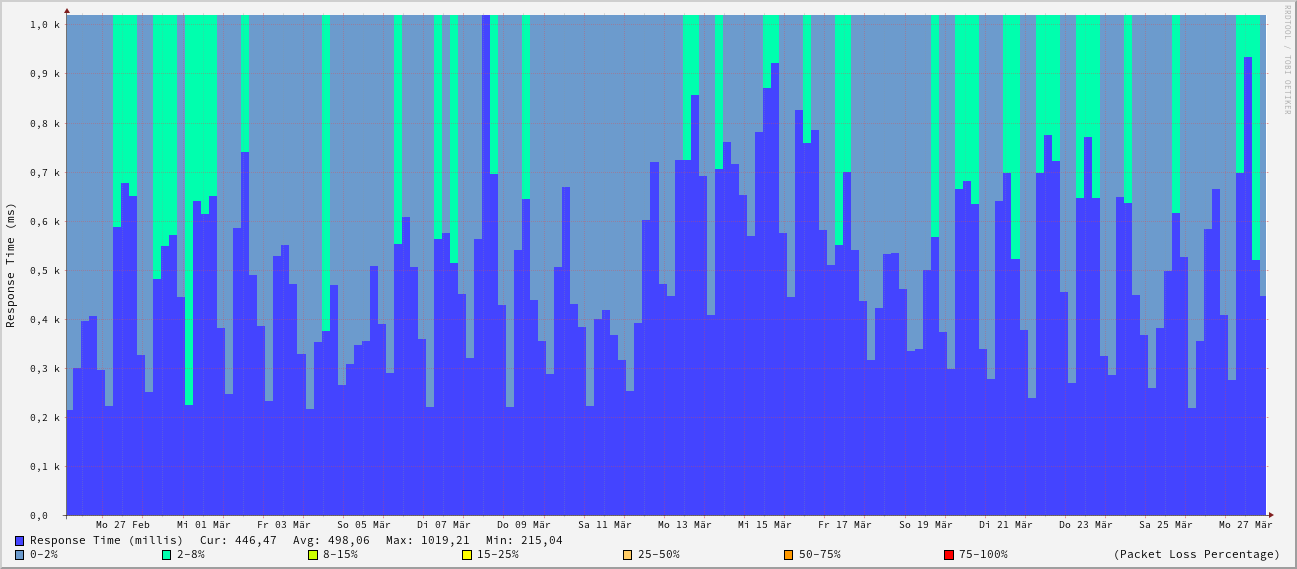 RRDTOOL / TOBI OETIKER
Response Time (ms)
1,0 k
0,9 k
0,8 k
0,7 k
0,6 k
0,5 k
0,4 k
0,3 k
0,2 k
0,1 k
0,0
Mo 27 Feb Mi 01 Mär Fr 03 Mär So 05 Mär Di 07 Mär Do 09 Mär Sa 11 Mär Mo 13 Mär Mi 15 Mär Fr 17 Mär So 19 Mär Di 21 Mär Do 23 Mär Sa 25 Mär Mo 27 Mär
Response Time (millis) Cur: 446,47 Avg: 498,06 Max: 1019,21 Min: 215,04
0-2% 2-8% 8-15% 15-25% 25-50% 50-75% 75-100% (Packet Loss Percentage)